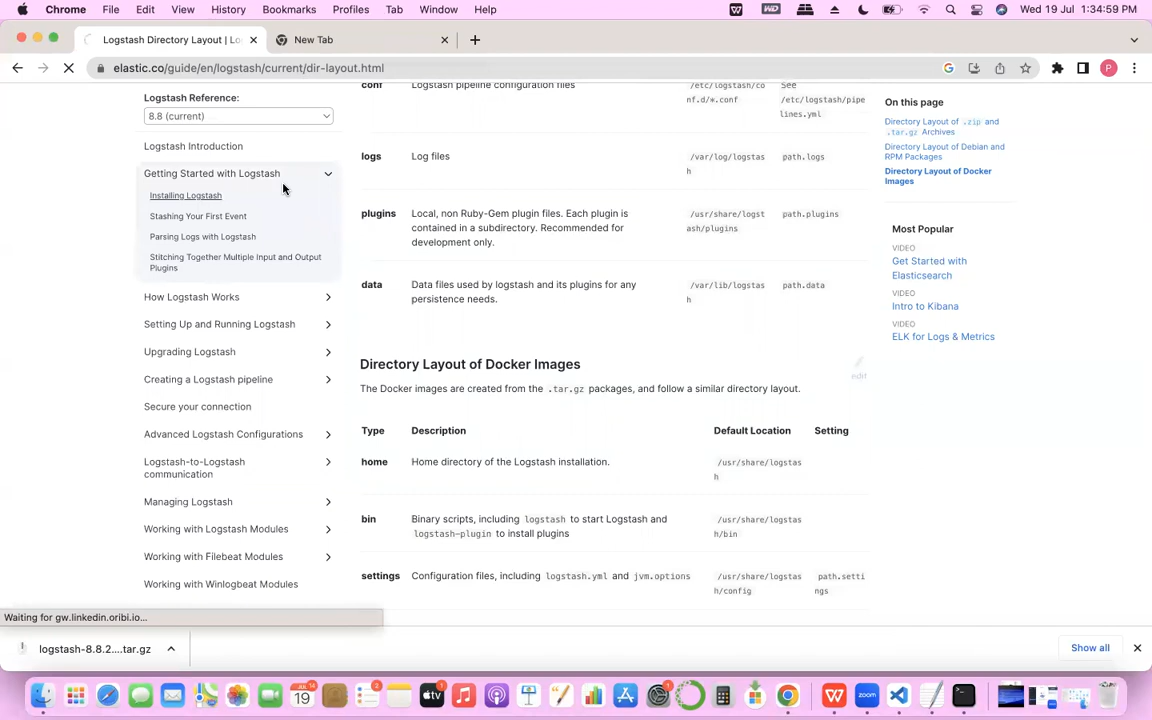 Chrome File Edit View History Bookmarks Profiles Tab Window Help Wed 19 Jul 1:34:59 PM
Logstash Directory Layout | Lo
New Tab
elastic.co/guide/en/logstash/current/dir-layout.html
P
Logstash Reference:
8.8 (current)
Logstash Introduction
Getting Started with Logstash
Installing Logstash
Stashing Your First Event
Parsing Logs with Logstash
Stitching Together Multiple Input and Output
Plugins
How Logstash Works
Setting Up and Running Logstash
Upgrading Logstash
Creating a Logstash pipeline
Secure your connection
Advanced Logstash Configurations
Logstash-to-Logstash
communication
Managing Logstash
Working with Logstash Modules
Working with Filebeat Modules
Working with Winlogbeat Modules
conf Logstash pipeline configuration files /etc/logstash/co See
nf.d/*.conf /etc/logstash/pipe
lines.yml
logs Log files /var/log/logstas path.logs
h
plugins Local, non Ruby-Gem plugin files. Each plugin is /usr/share/logst path.plugins
contained in a subdirectory. Recommended for ash/plugins
development only.
data Data files used by logstash and its plugins for any /var/lib/logstas path.data
persistence needs. h
Directory Layout of Docker Images
edit
The Docker images are created from the .tar.gz packages, and follow a similar directory layout.
Type Description Default Location Setting
home Home directory of the Logstash installation. /usr/share/logstas
h
bin Binary scripts, including logstash to start Logstash and /usr/share/logstas
logstash-plugin to install plugins h/bin
settings Configuration files, including logstash.yml and jvm.options /usr/share/logstas path.setti
h/config ngs
On this page
Directory Layout of .zip and
.tar.gz Archives
Directory Layout of Debian and
RPM Packages
Directory Layout of Docker
Images
Most Popular
VIDEO
Get Started with
Elasticsearch
VIDEO
Intro to Kibana
VIDEO
ELK for Logs & Metrics
Waiting for gw.linkedin.oribi.io...
logstash-8.8.2....tar.gz
Show all